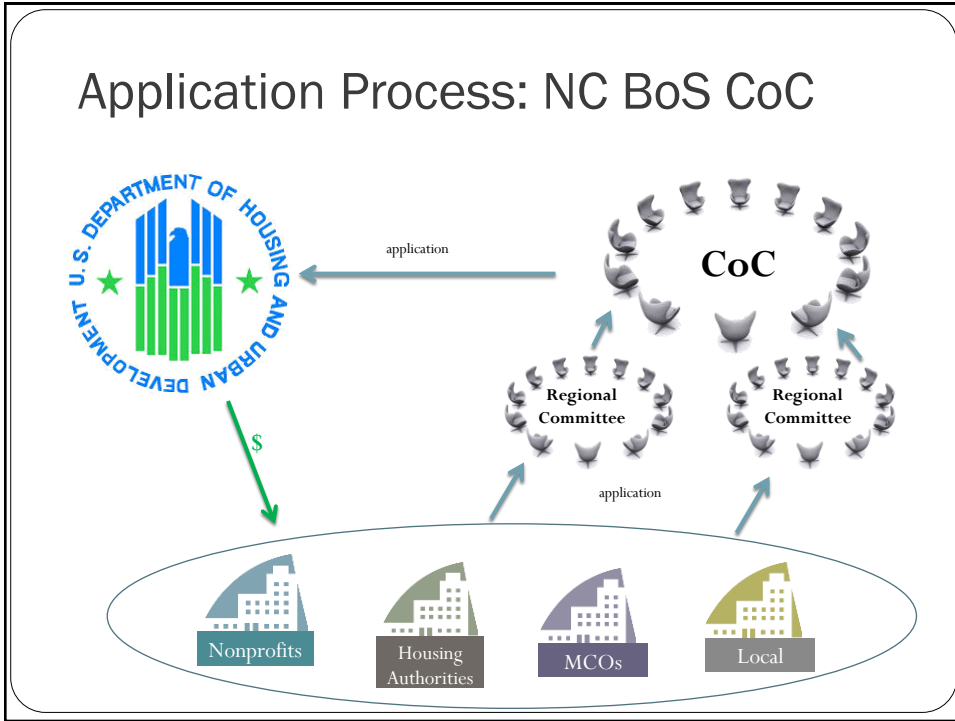 Application Process: NC BoS CoC
U.S. DEPARTMENT OF HOUSING AND URBAN DEVELOPMENT
application
CoC
Regional
Committee
Regional
Committee
$
application
Nonprofits
Housing
Authorities
MCOs
Local